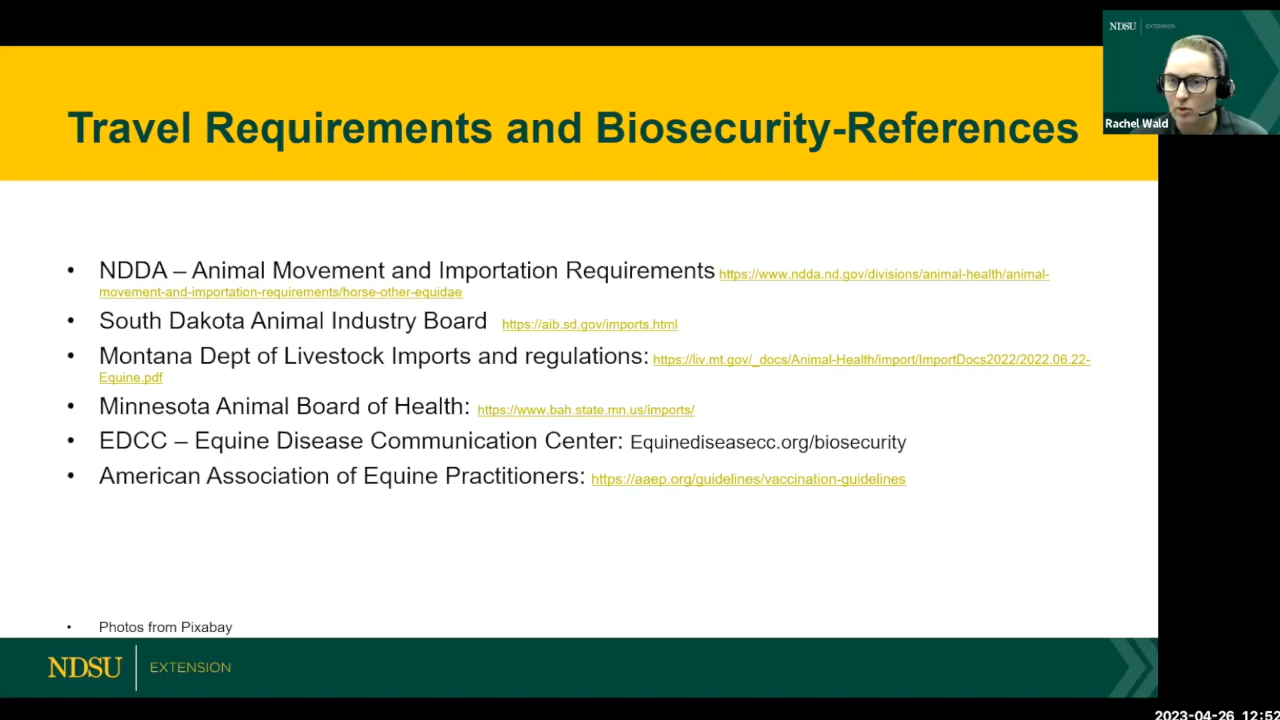 NDSU EXTENSION
Rachel Wald
Travel Requirements and Biosecurity-References
• NDDA – Animal Movement and Importation Requirements https://www.ndda.nd.gov/divisions/animal-health/animal-
movement-and-importation-requirements/horse-other-equidae
• South Dakota Animal Industry Board https://aib.sd.gov/imports.html
• Montana Dept of Livestock Imports and regulations: https://liv.mt.gov/_docs/Animal-Health/import/ImportDocs2022/2022.06.22-
Equine.pdf
• Minnesota Animal Board of Health: https://www.bah.state.mn.us/imports/
• EDCC – Equine Disease Communication Center: Equinediseasecc.org/biosecurity
• American Association of Equine Practitioners: https://aaep.org/guidelines/vaccination-guidelines
• Photos from Pixabay
NDSU EXTENSION
2023-04-26 12:52